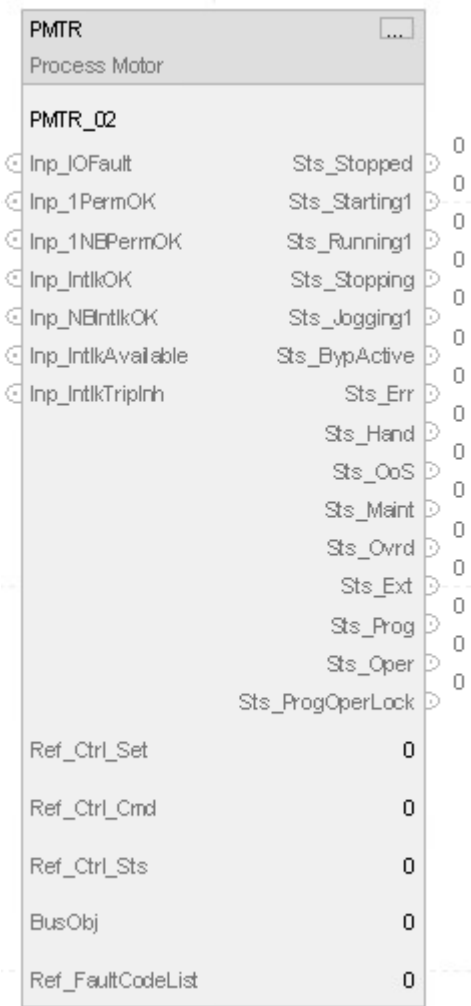 PMTR ...
Process Motor
PMTR_02
Inp_IOFault Sts_Stopped 0
Inp_1PermOK Sts_Starting1 0
Inp_1NBPermOK Sts_Running1 0
Inp_IntlkOK Sts_Stopping 0
Inp_NBIntlkOK Sts_Jogging1 0
Inp_IntlkAvailable Sts_BypActive 0
Inp_IntlkTripInh Sts_Err 0
Sts_Hand 0
Sts_OoS 0
Sts_Maint 0
Sts_Ovrd 0
Sts_Ext 0
Sts_Prog 0
Sts_Oper 0
Sts_ProgOperLock 0
Ref_Ctrl_Set 0
Ref_Ctrl_Cmd 0
Ref_Ctrl_Sts 0
BusObj 0
Ref_FaultCodeList 0